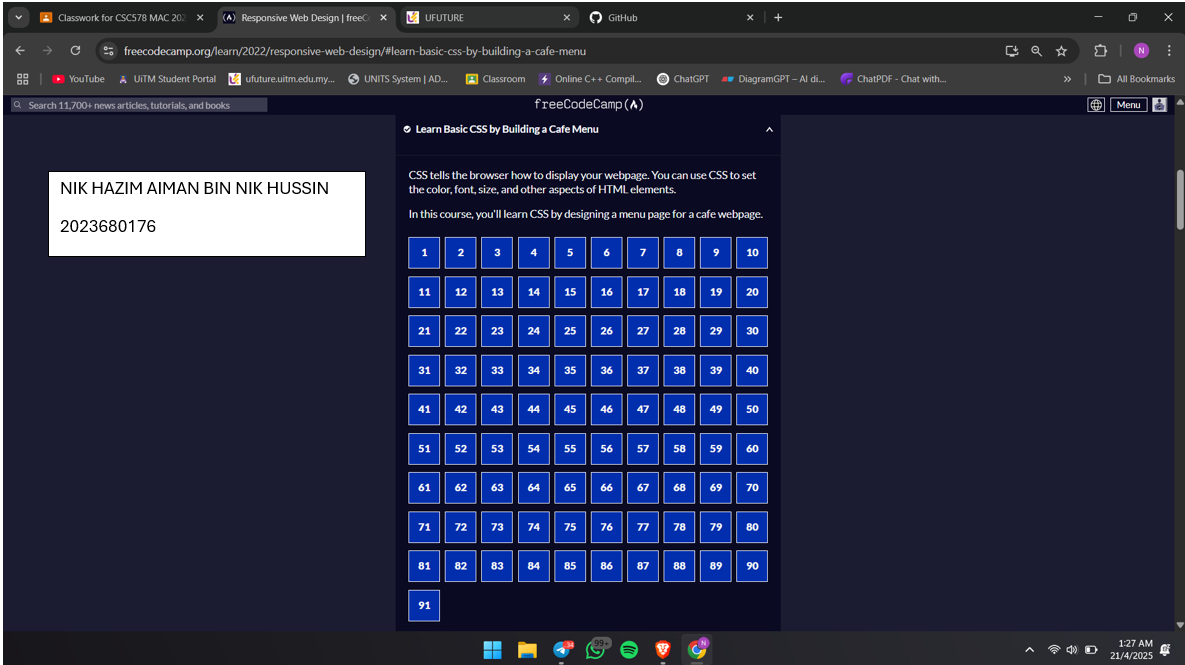 Classwork for CSC578 MAC 202
Responsive Web Design | freeC
UFUTURE
GitHub
freecodecamp.org/learn/2022/responsive-web-design/#learn-basic-css-by-building-a-cafe-menu
N
YouTube
UiTM Student Portal
ufuture.uitm.edu.my...
UNITS System | AD...
Classroom
Online C++ Compil...
ChatGPT
DiagramGPT – AI di...
ChatPDF - Chat with...
»
All Bookmarks
Search 11,700+ news articles, tutorials, and books
freeCodeCamp
Menu
Learn Basic CSS by Building a Cafe Menu
NIK HAZIM AIMAN BIN NIK HUSSIN
2023680176
CSS tells the browser how to display your webpage. You can use CSS to set
the color, font, size, and other aspects of HTML elements.
In this course, you'll learn CSS by designing a menu page for a cafe webpage.
1 2 3 4 5 6 7 8 9 10
11 12 13 14 15 16 17 18 19 20
21 22 23 24 25 26 27 28 29 30
31 32 33 34 35 36 37 38 39 40
41 42 43 44 45 46 47 48 49 50
51 52 53 54 55 56 57 58 59 60
61 62 63 64 65 66 67 68 69 70
71 72 73 74 75 76 77 78 79 80
81 82 83 84 85 86 87 88 89 90
91
99+
N
1:27 AM
21/4/2025